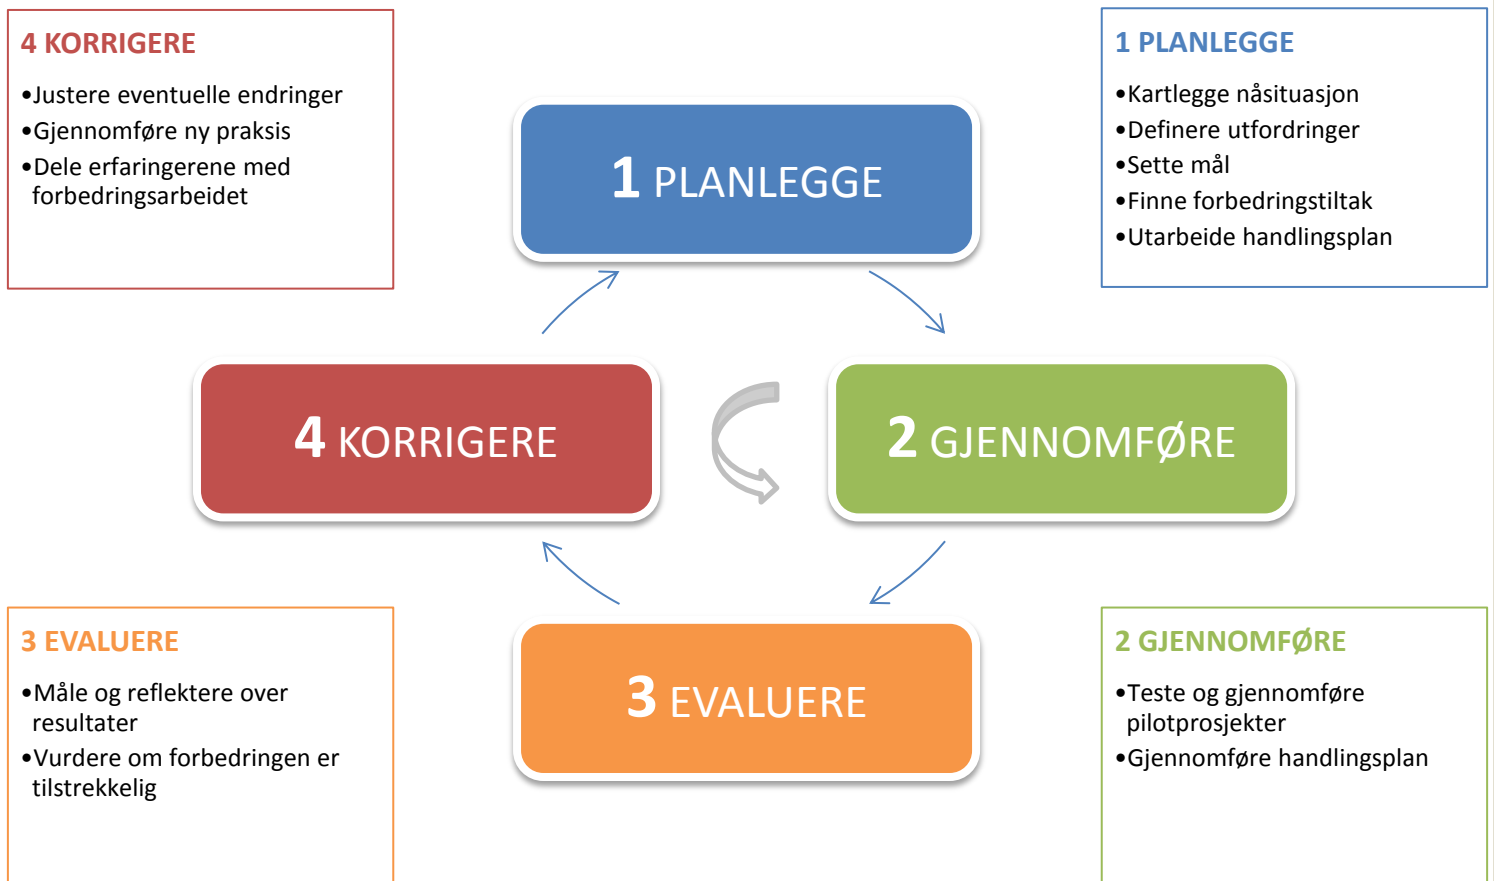 4 KORRIGERE
•Justere eventuelle endringer
•Gjennomføre ny praksis
•Dele erfaringerene med
forbedringsarbeidet
1 PLANLEGGE
•Kartlegge nåsituasjon
•Definere utfordringer
•Sette mål
•Finne forbedringstiltak
•Utarbeide handlingsplan
1 PLANLEGGE
4 KORRIGERE
2 GJENNOMFØRE
3 EVALUERE
3 EVALUERE
•Måle og reflektere over
resultater
•Vurdere om forbedringen er
tilstrekkelig
2 GJENNOMFØRE
•Teste og gjennomføre
pilotprosjekter
•Gjennomføre handlingsplan